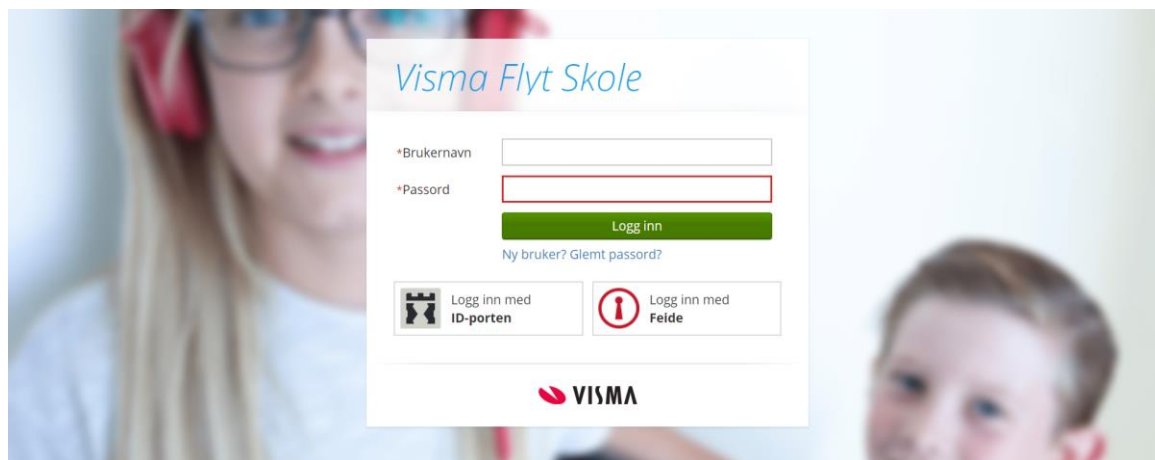 Visma Flyt Skole
*Brukernavn
*Passord
Logg inn
Ny bruker? Glemt passord?
Logg inn med
ID-porten
Logg inn med
Feide
VISMA